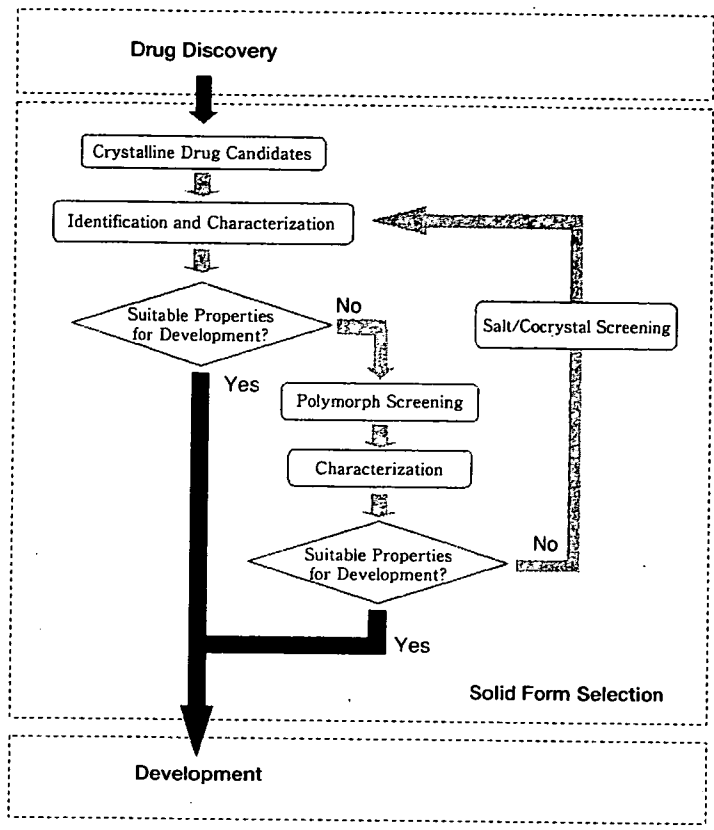 Drug Discovery
Crystalline Drug Candidates
Identification and Characterization
Suitable Properties
for Development?
No
Salt/Cocrystal Screening
Yes
Polymorph Screening
Characterization
Suitable Properties
for Development?
No
Yes
Solid Form Selection
Development